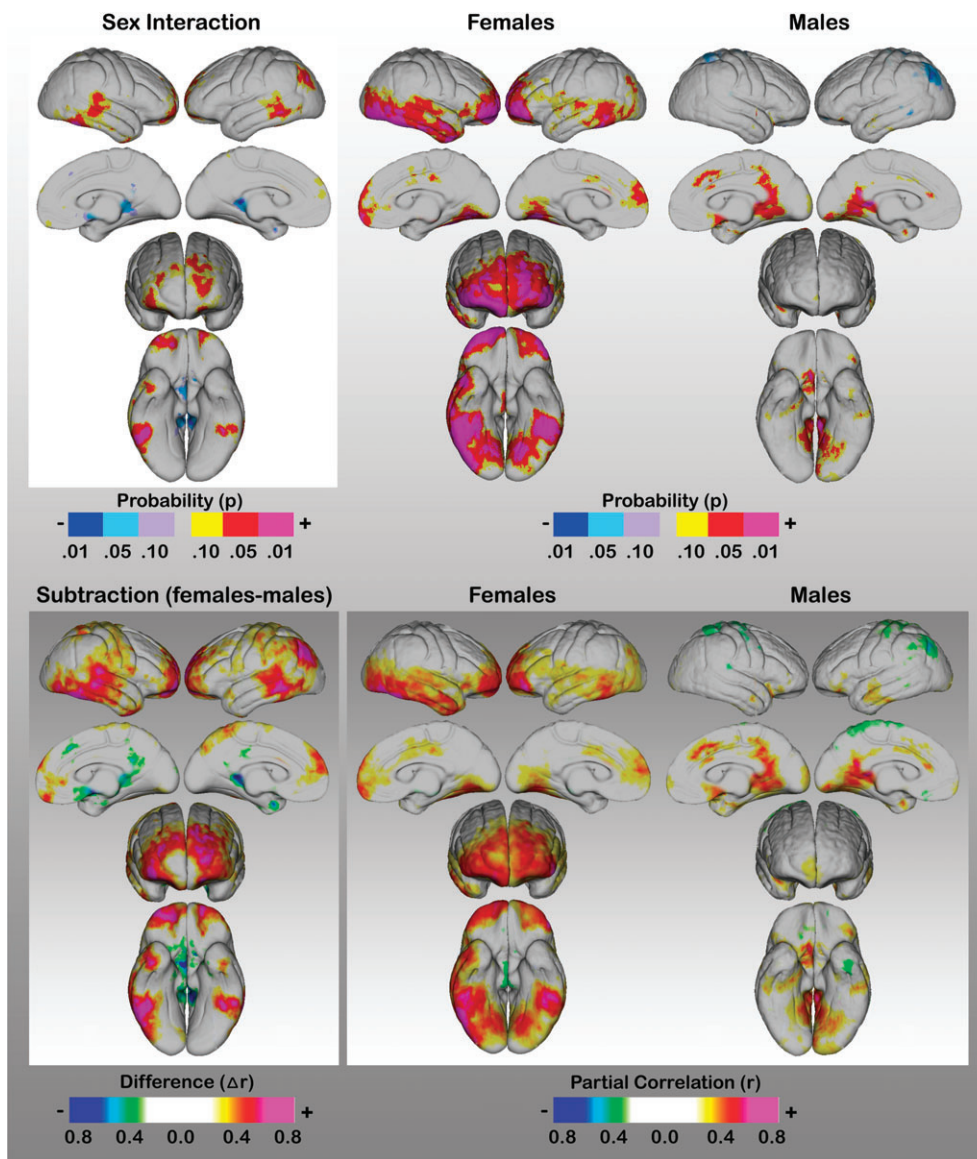 Sex Interaction Females Males
Probability (p) Probability (p)
- + - +
.01 .05 .10 .10 .05 .01 .01 .05 .10 .10 .05 .01
Subtraction (females-males) Females Males
Difference (Δr) Partial Correlation (r)
- + - +
0.8 0.4 0.0 0.4 0.8 0.8 0.4 0.0 0.4 0.8